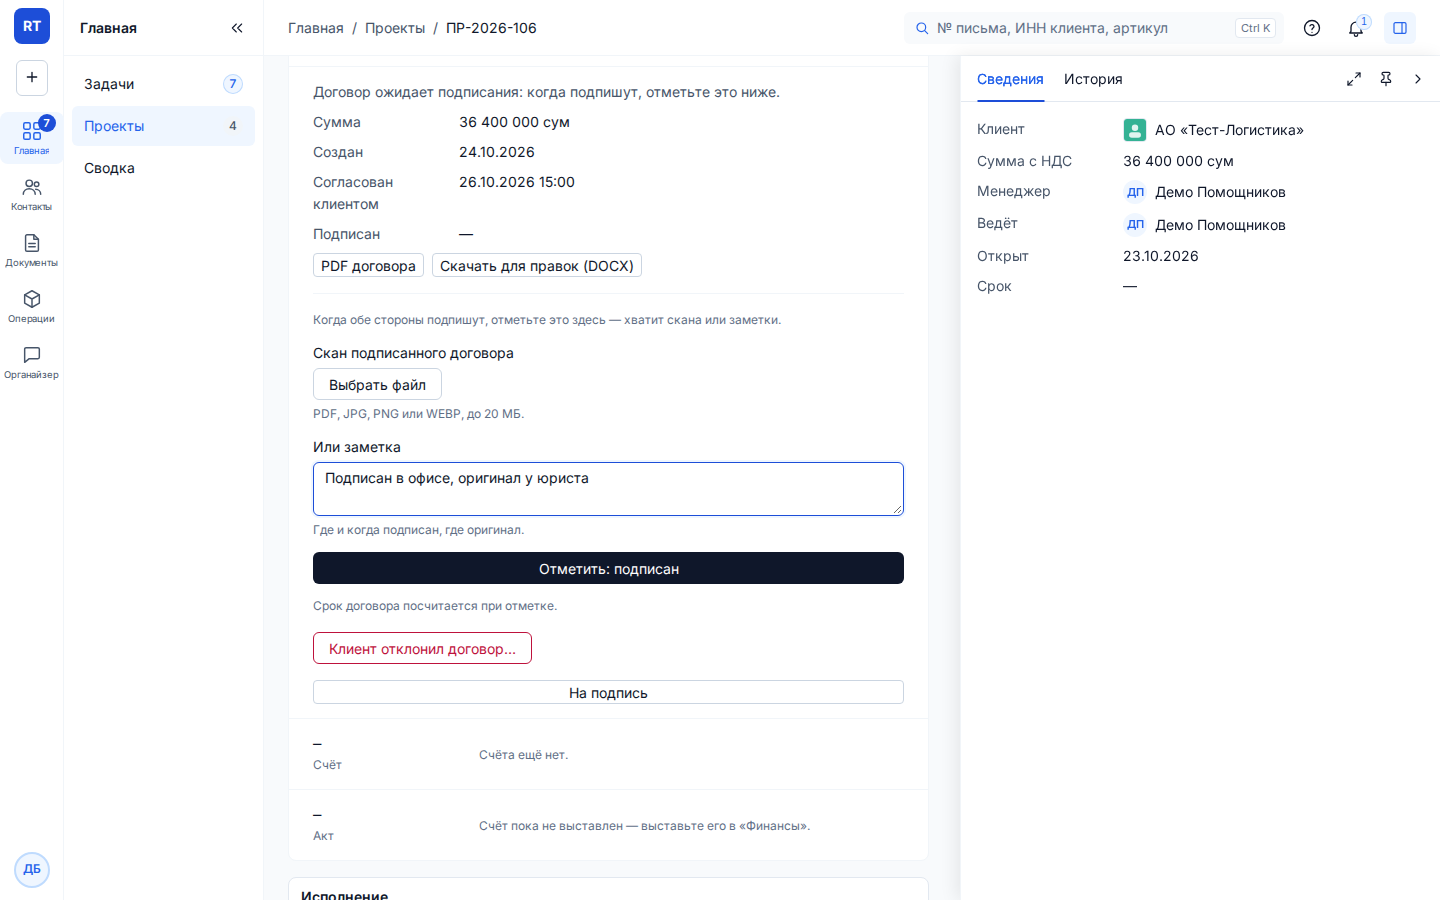 RT
Главная
Главная / Проекты / ПР-2026-106
№ письма, ИНН клиента, артикул
Ctrl K
1
7
Главная
Контакты
Документы
Операции
Органайзер
ДБ
Задачи
7
Проекты
4
Сводка
Договор ожидает подписания: когда подпишут, отметьте это ниже.
Сумма 36 400 000 сум
Создан 24.10.2026
Согласован клиентом 26.10.2026 15:00
Подписан —
PDF договора
Скачать для правок (DOCX)
Когда обе стороны подпишут, отметьте это здесь — хватит скана или заметки.
Скан подписанного договора
Выбрать файл
PDF, JPG, PNG или WEBP, до 20 МБ.
Или заметка
Подписан в офисе, оригинал у юриста
Где и когда подписан, где оригинал.
Отметить: подписан
Срок договора посчитается при отметке.
Клиент отклонил договор...
На подпись
—
Счёт
Счёта ещё нет.
—
Акт
Счёт пока не выставлен — выставьте его в «Финансы».
Исполнение
Сведения
История
Клиент АО «Тест-Логистика»
Сумма с НДС 36 400 000 сум
Менеджер ДП Демо Помощников
Ведёт ДП Демо Помощников
Открыт 23.10.2026
Срок —